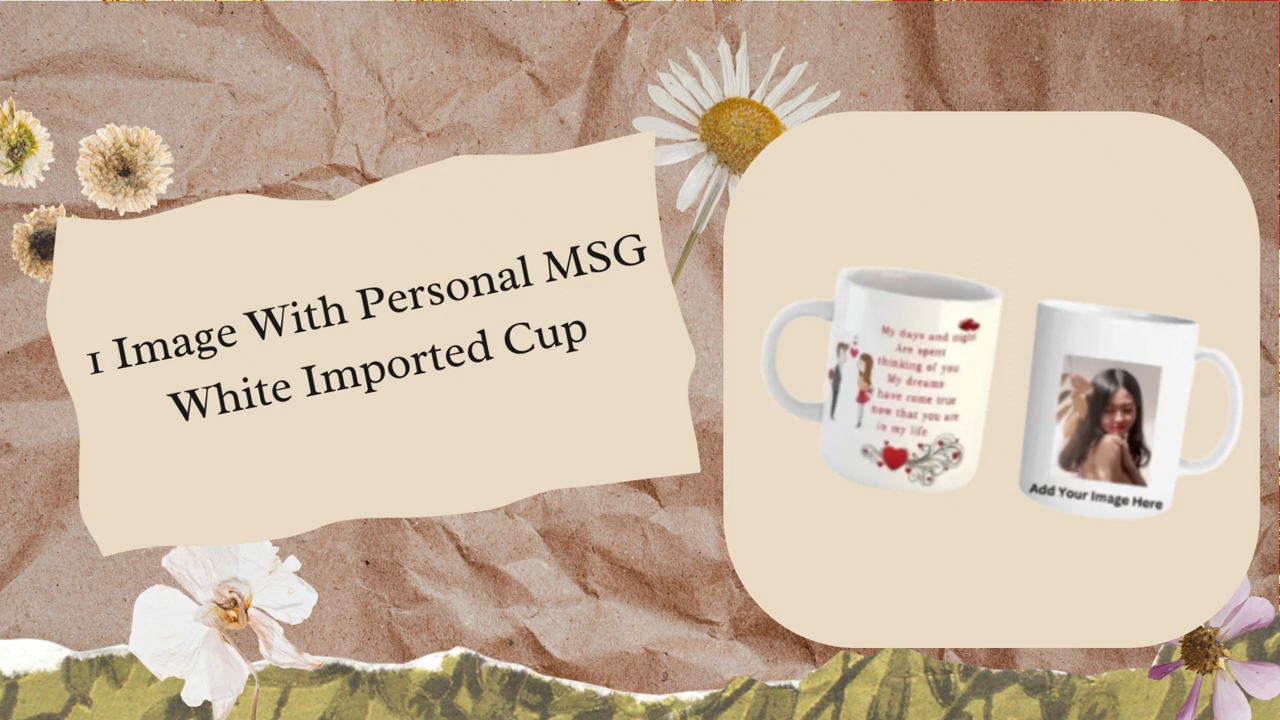 1 Image With Personal MSG
White Imported Cup
My days and night
Are spent
thinking of you
My dreams
have come true
now that you are
in my life
Add Your Image Here